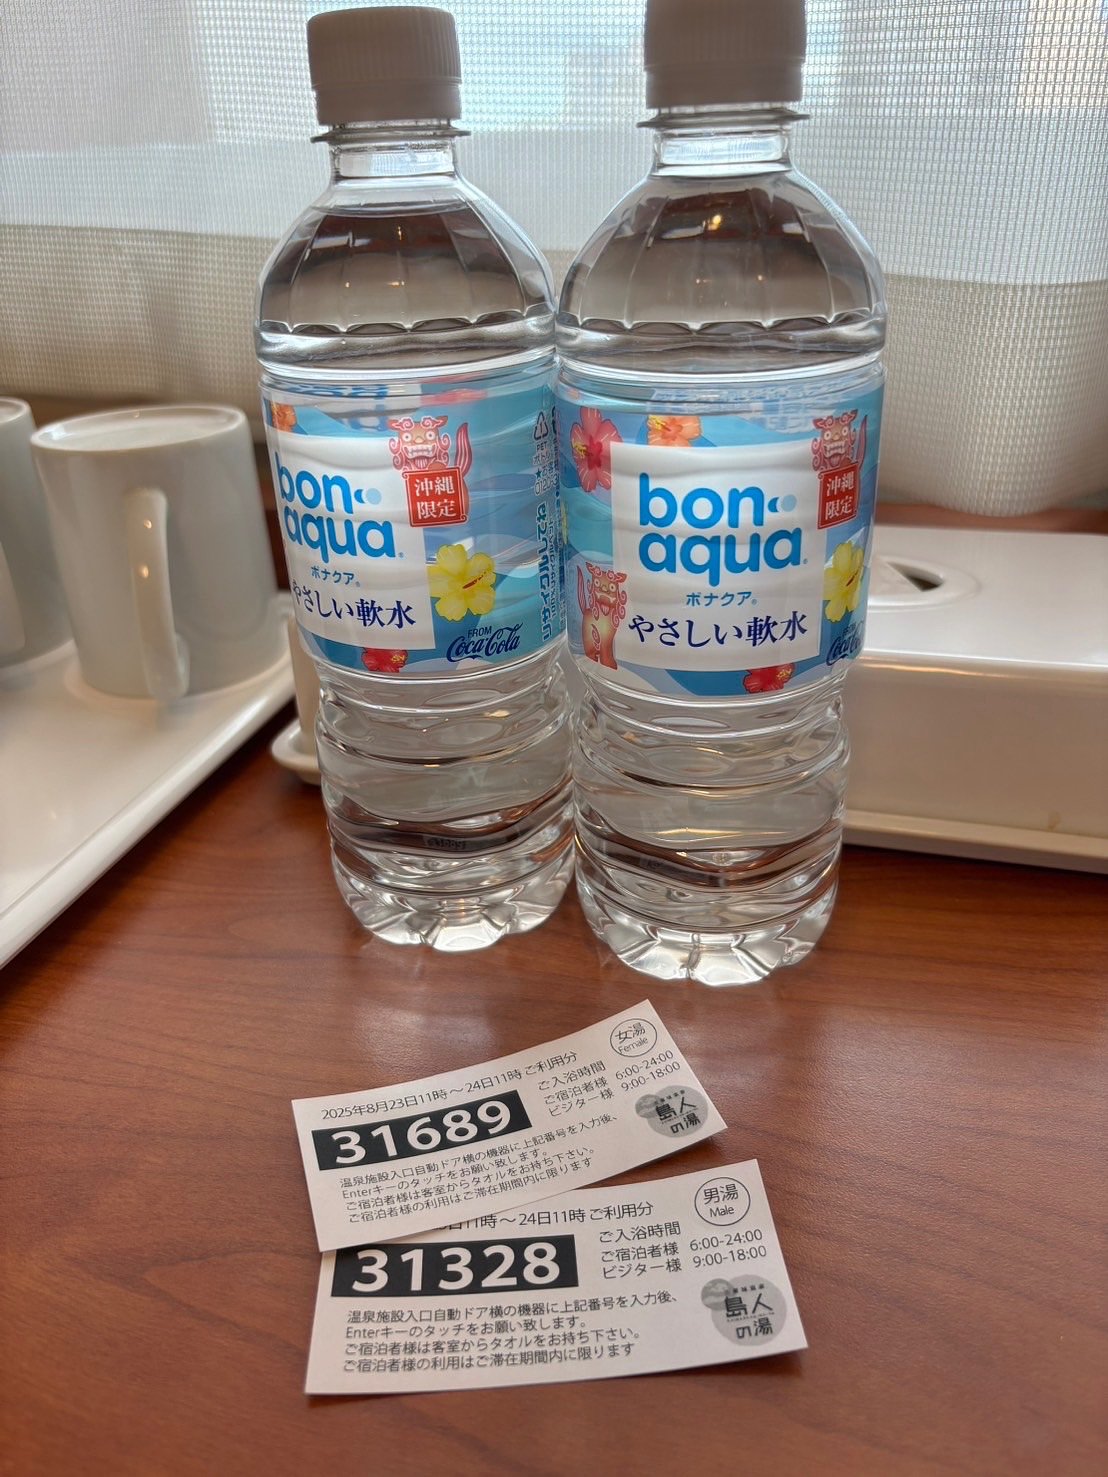 bon
aqua®
ボナクア®
やさしい軟水
沖縄
限定
FROM
Coca-Cola
リサイクルしてね
PET
bon
aqua®
ボナクア®
やさしい軟水
沖縄
限定
Coca-Co
女湯
Female
2025年8月23日11時～24日11時 ご利用分
31689
ご入浴時間
ご宿泊者様 6:00-24:00
ビジター様 9:00-18:00
温泉施設入口自動ドア横の機器に上記番号を入力後、
Enterキーのタッチをお願い致します。
ご宿泊者様は客室からタオルをお持ち下さい。
ご宿泊者様の利用はご滞在期間内に限ります
島人
の湯
男湯
Male
日11時～24日11時 ご利用分
31328
ご入浴時間
ご宿泊者様 6:00-24:00
ビジター様 9:00-18:00
温泉施設入口自動ドア横の機器に上記番号を入力後、
Enterキーのタッチをお願い致します。
ご宿泊者様は客室からタオルをお持ち下さい。
ご宿泊者様の利用はご滞在期間内に限ります
島人
の湯